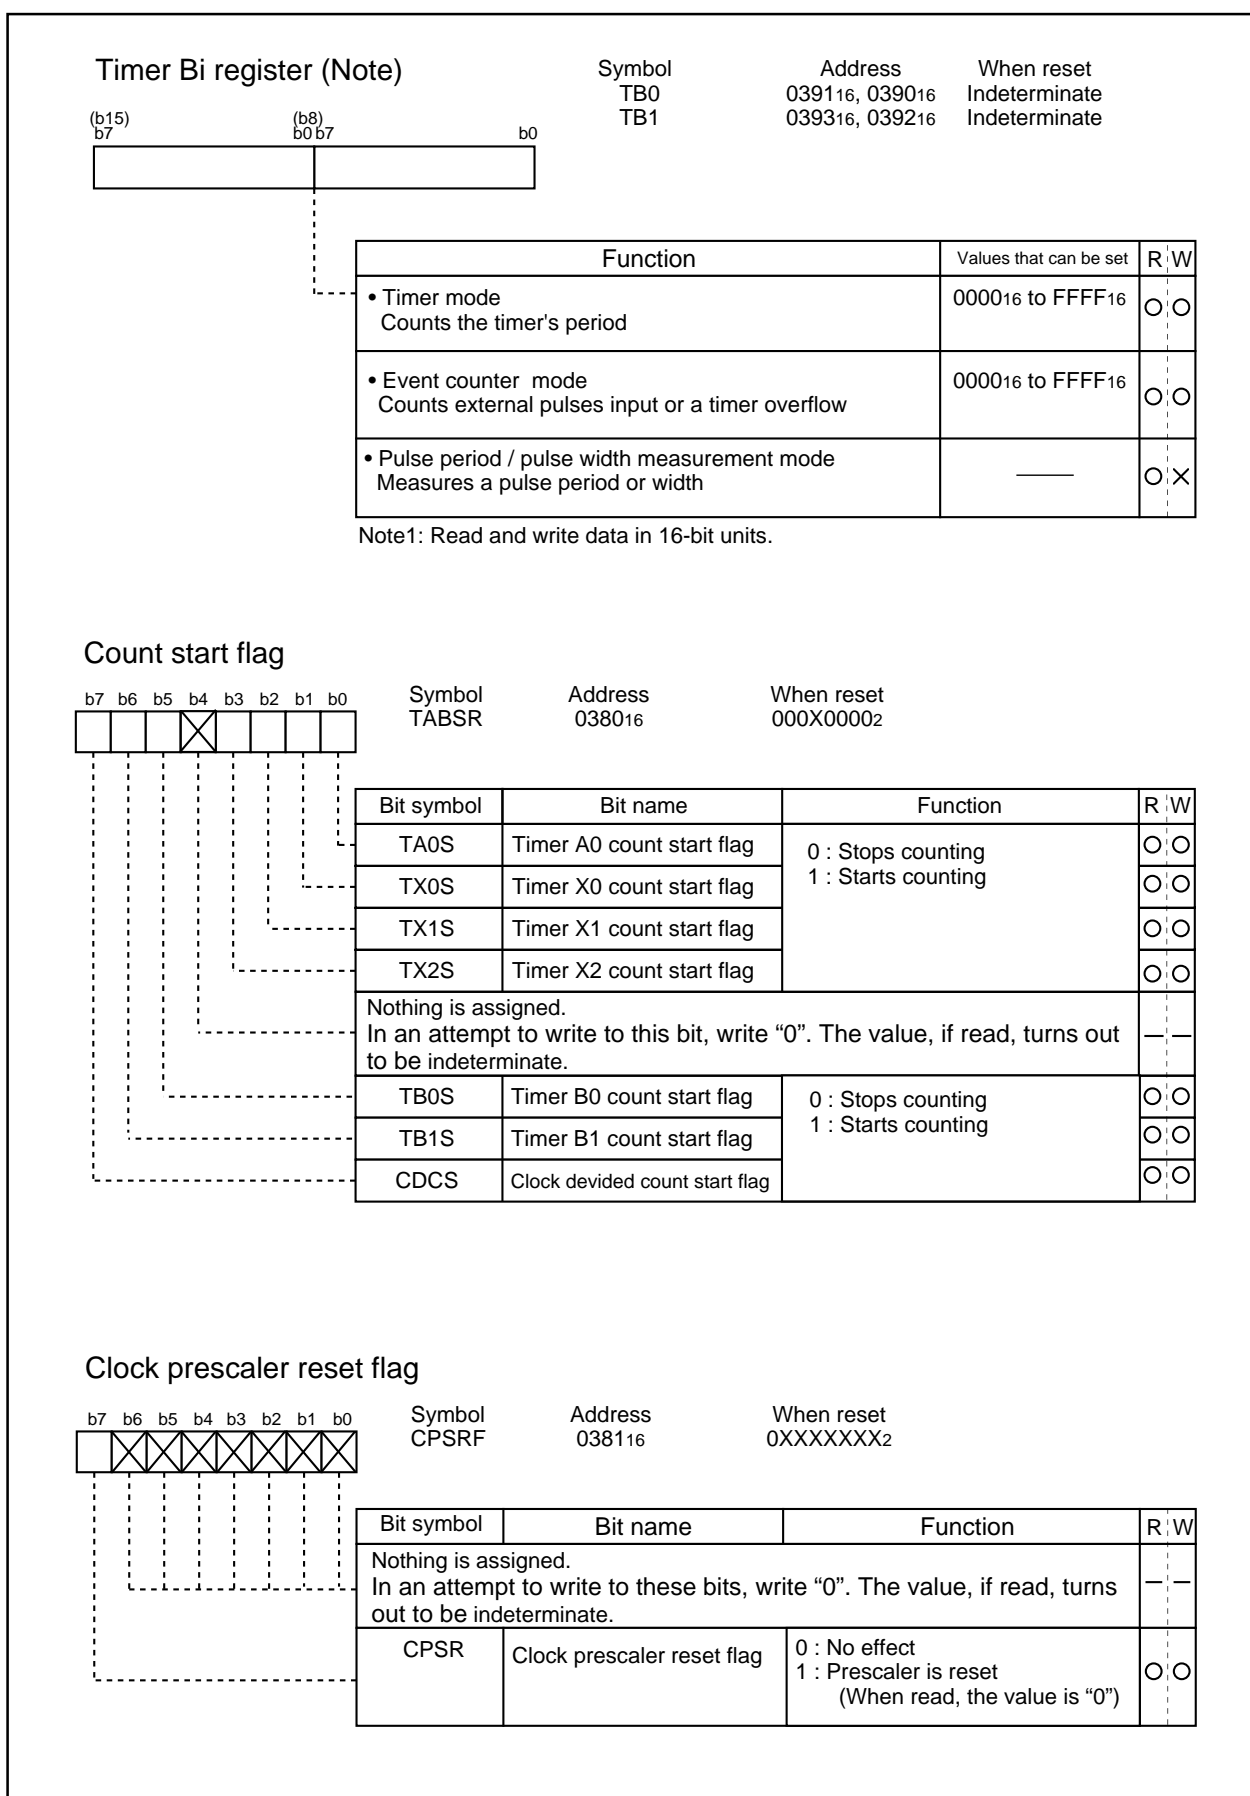 Timer Bi register (Note)
Symbol Address When reset
TB0 039116, 039016 Indeterminate
TB1 039316, 039216 Indeterminate
(b15) (b8)
b7 b0 b7 b0
Function Values that can be set R W
• Timer mode 000016 to FFFF16
Counts the timer's period
• Event counter mode 000016 to FFFF16
Counts external pulses input or a timer overflow
• Pulse period / pulse width measurement mode
Measures a pulse period or width
Note1: Read and write data in 16-bit units.
Count start flag
b7 b6 b5 b4 b3 b2 b1 b0
Symbol Address When reset
TABSR 038016 000X00002
Bit symbol Bit name Function R W
TA0S Timer A0 count start flag 0 : Stops counting
TX0S Timer X0 count start flag 1 : Starts counting
TX1S Timer X1 count start flag
TX2S Timer X2 count start flag
Nothing is assigned.
In an attempt to write to this bit, write “0”. The value, if read, turns out
to be indeterminate.
TB0S Timer B0 count start flag 0 : Stops counting
TB1S Timer B1 count start flag 1 : Starts counting
CDCS Clock devided count start flag
Clock prescaler reset flag
b7 b6 b5 b4 b3 b2 b1 b0
Symbol Address When reset
CPSRF 038116 0XXXXXXX2
Bit symbol Bit name Function R W
Nothing is assigned.
In an attempt to write to these bits, write “0”. The value, if read, turns
out to be indeterminate.
CPSR Clock prescaler reset flag 0 : No effect
1 : Prescaler is reset
(When read, the value is “0”)